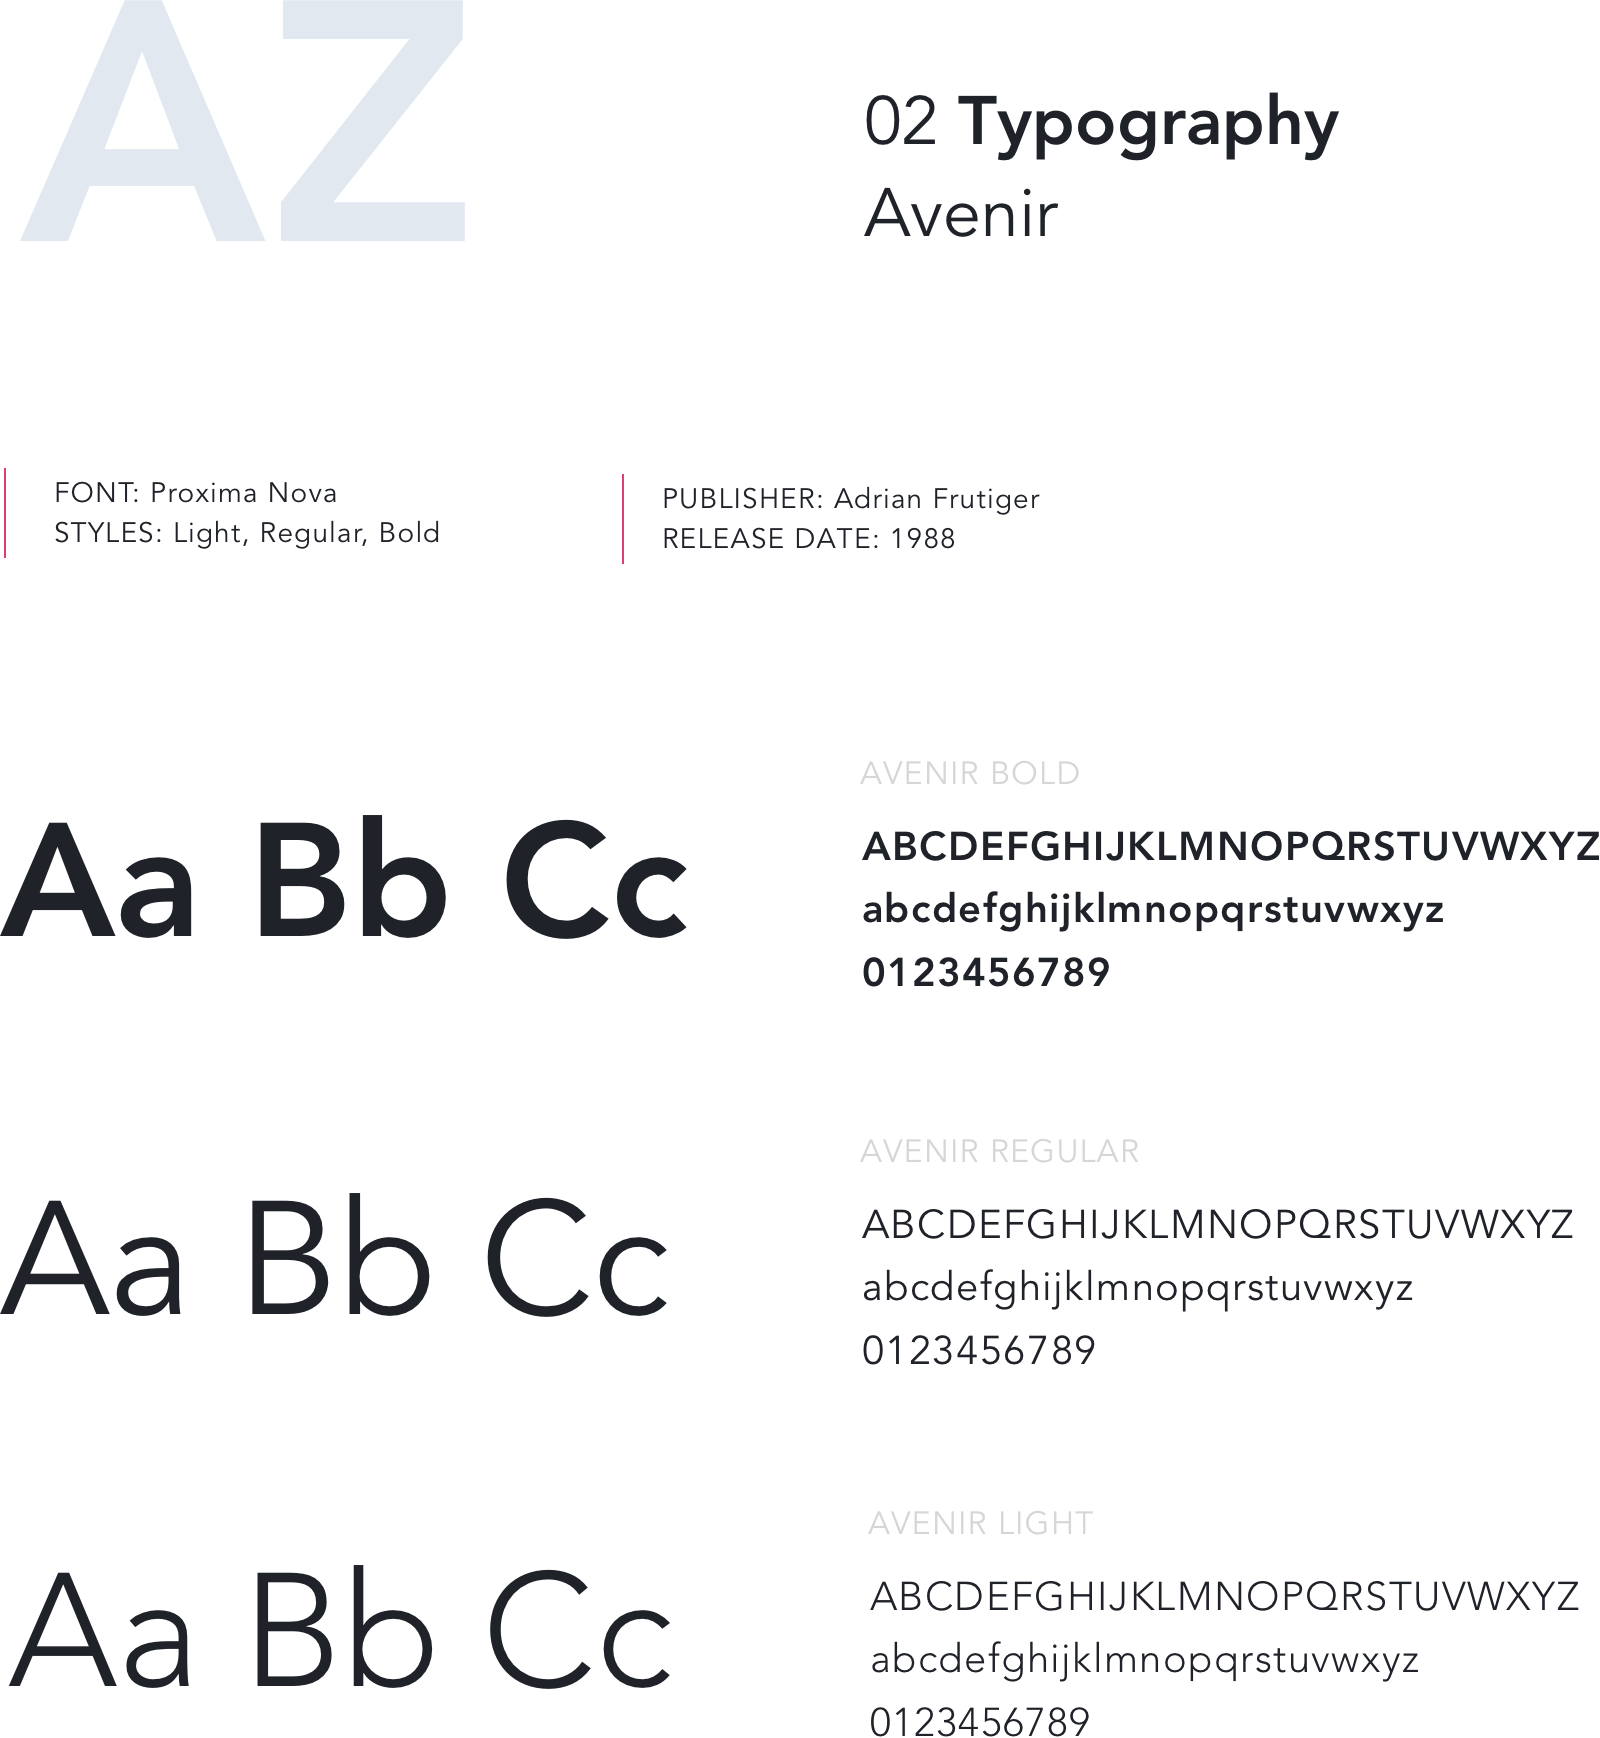 AZ
02 Typography
Avenir
FONT: Proxima Nova
STYLES: Light, Regular, Bold
PUBLISHER: Adrian Frutiger
RELEASE DATE: 1988
Aa Bb Cc
AVENIR BOLD
ABCDEFGHIJKLMNOPQRSTUVWXYZ
abcdefghijklmnopqrstuvwxyz
0123456789
Aa Bb Cc
AVENIR REGULAR
ABCDEFGHIJKLMNOPQRSTUVWXYZ
abcdefghijklmnopqrstuvwxyz
0123456789
Aa Bb Cc
AVENIR LIGHT
ABCDEFGHIJKLMNOPQRSTUVWXYZ
abcdefghijklmnopqrstuvwxyz
0123456789